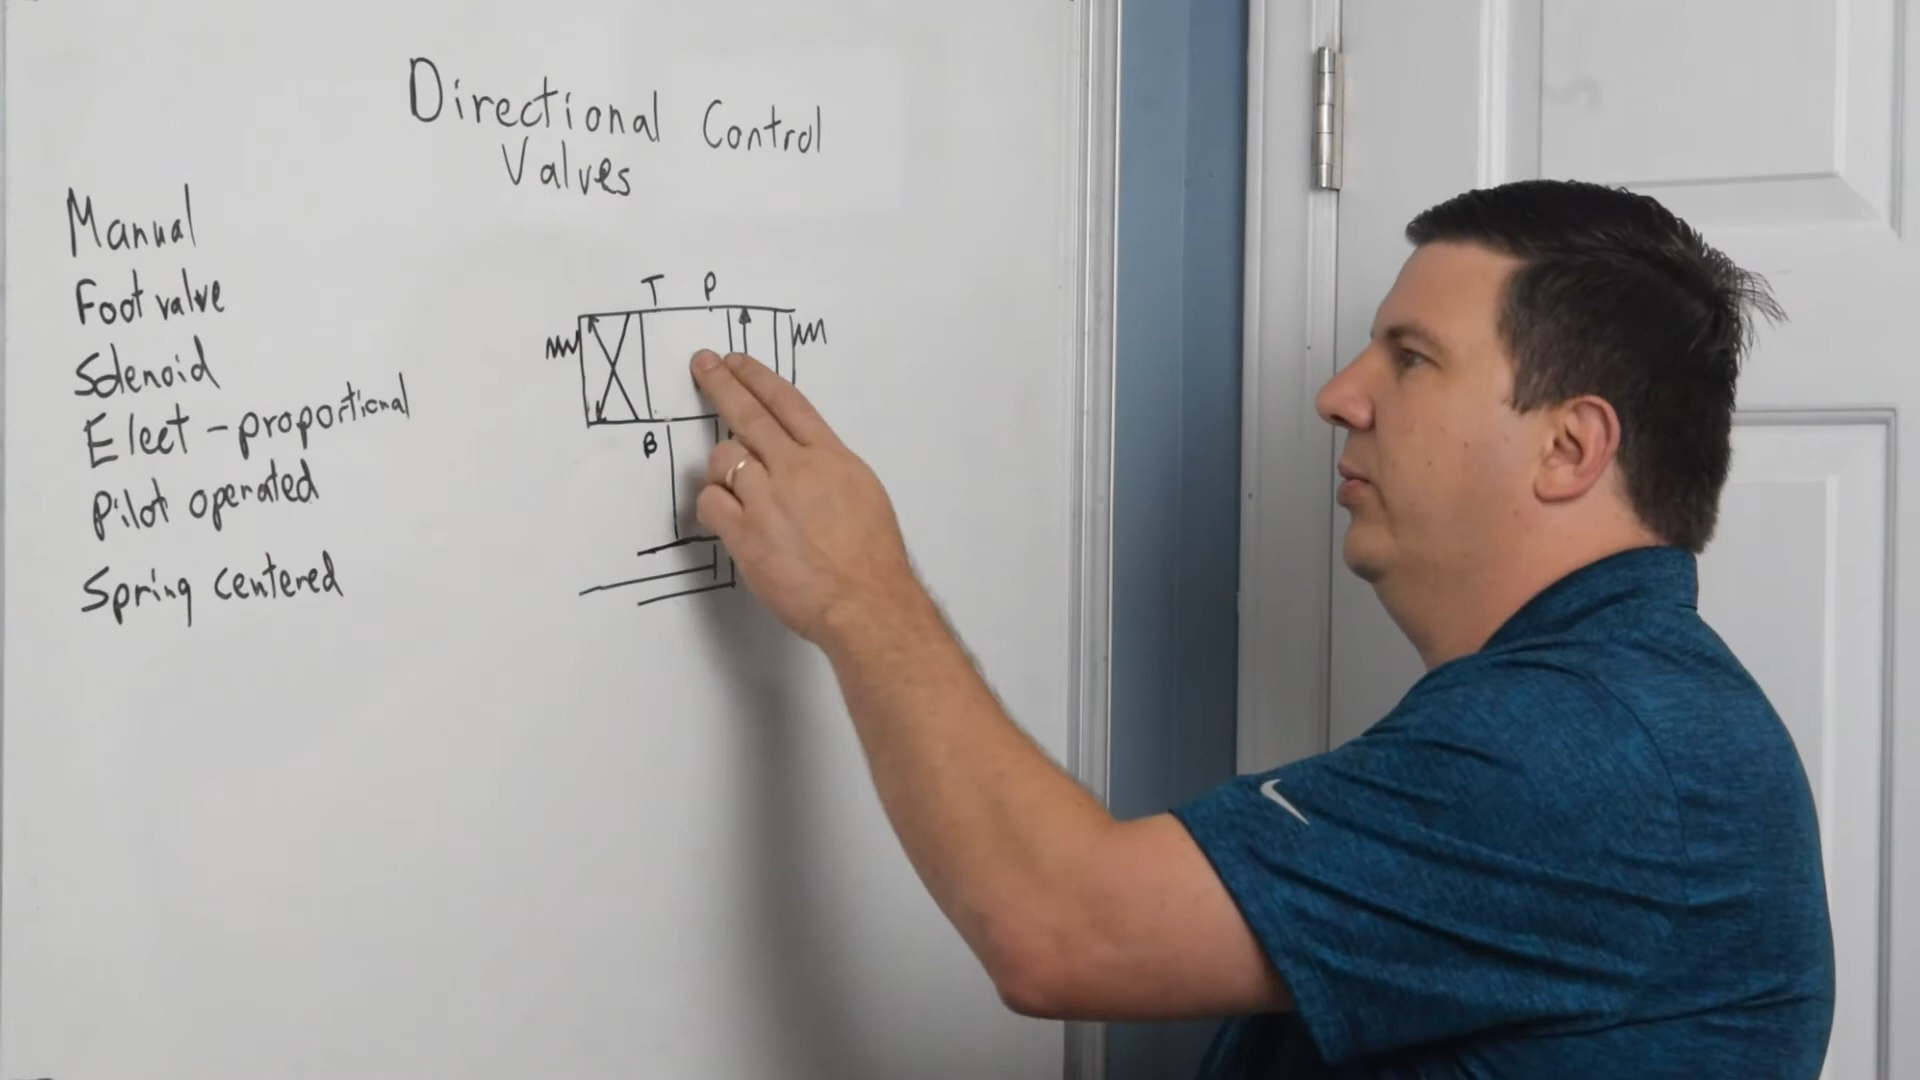 Directional Control
Valves
Manual
Foot valve
Solenoid
Elect-proportional
Pilot operated
Spring centered
T P
B